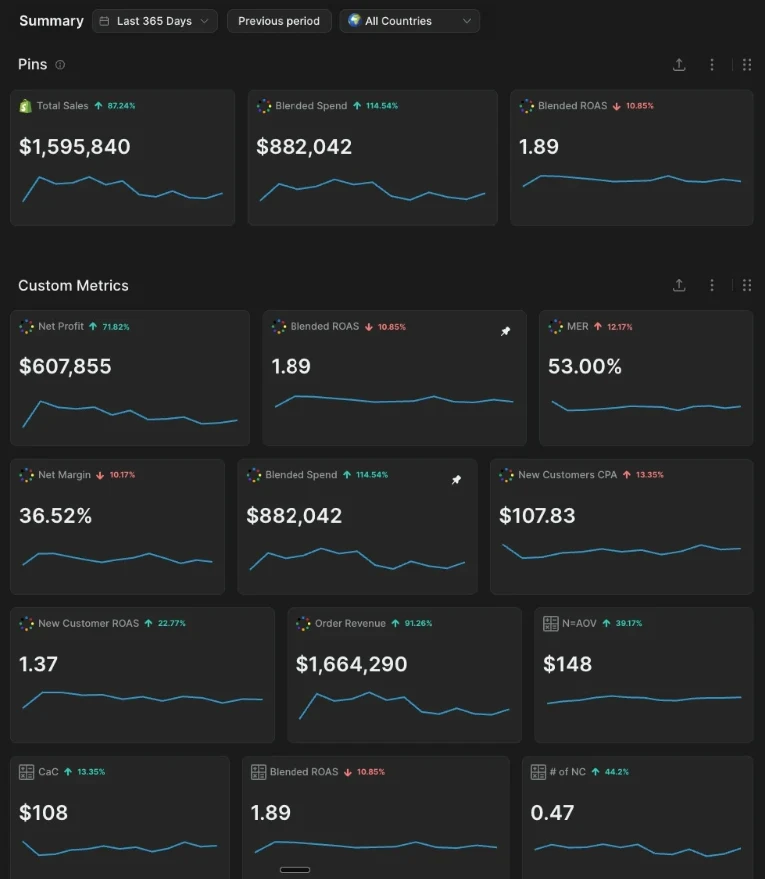 Summary Last 365 Days Previous period All Countries
Pins
Total Sales 87.24% Blended Spend 114.54% Blended ROAS 10.85%
$1,595,840 $882,042 1.89
Custom Metrics
Net Profit 71.82% Blended ROAS 10.85% MER 12.17%
$607,855 1.89 53.00%
Net Margin 10.17% Blended Spend 114.54% New Customers CPA 13.35%
36.52% $882,042 $107.83
New Customer ROAS 22.77% Order Revenue 91.26% N=AOV 39.17%
1.37 $1,664,290 $148
CaC 13.35% Blended ROAS 10.85% # of NC 44.2%
$108 1.89 0.47